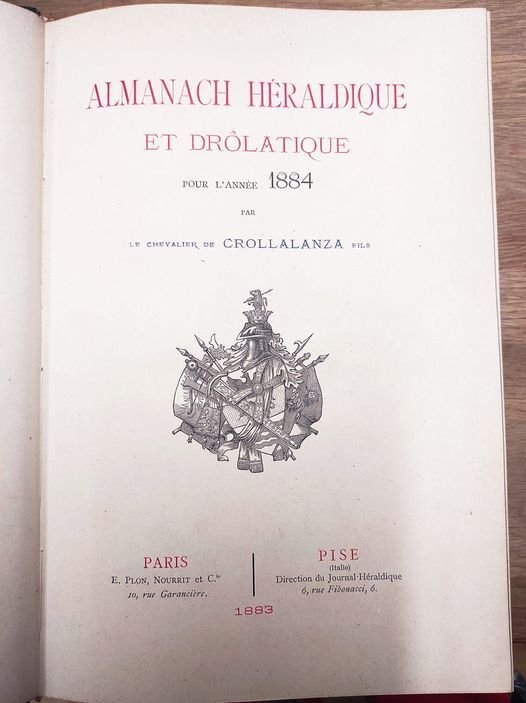 ALMANACH HÉRALDIQUE
ET DRÔLATIQUE
POUR L'ANNÉE 1884
PAR
LE CHEVALIER DE CROLLALANZA FILS
PARIS
E. PLON, NOURRIT ET Cie
10, rue Garancière.
PISE
(Italie)
Direction du Journal-Héraldique
6, rue Fibonacci, 6.
1883